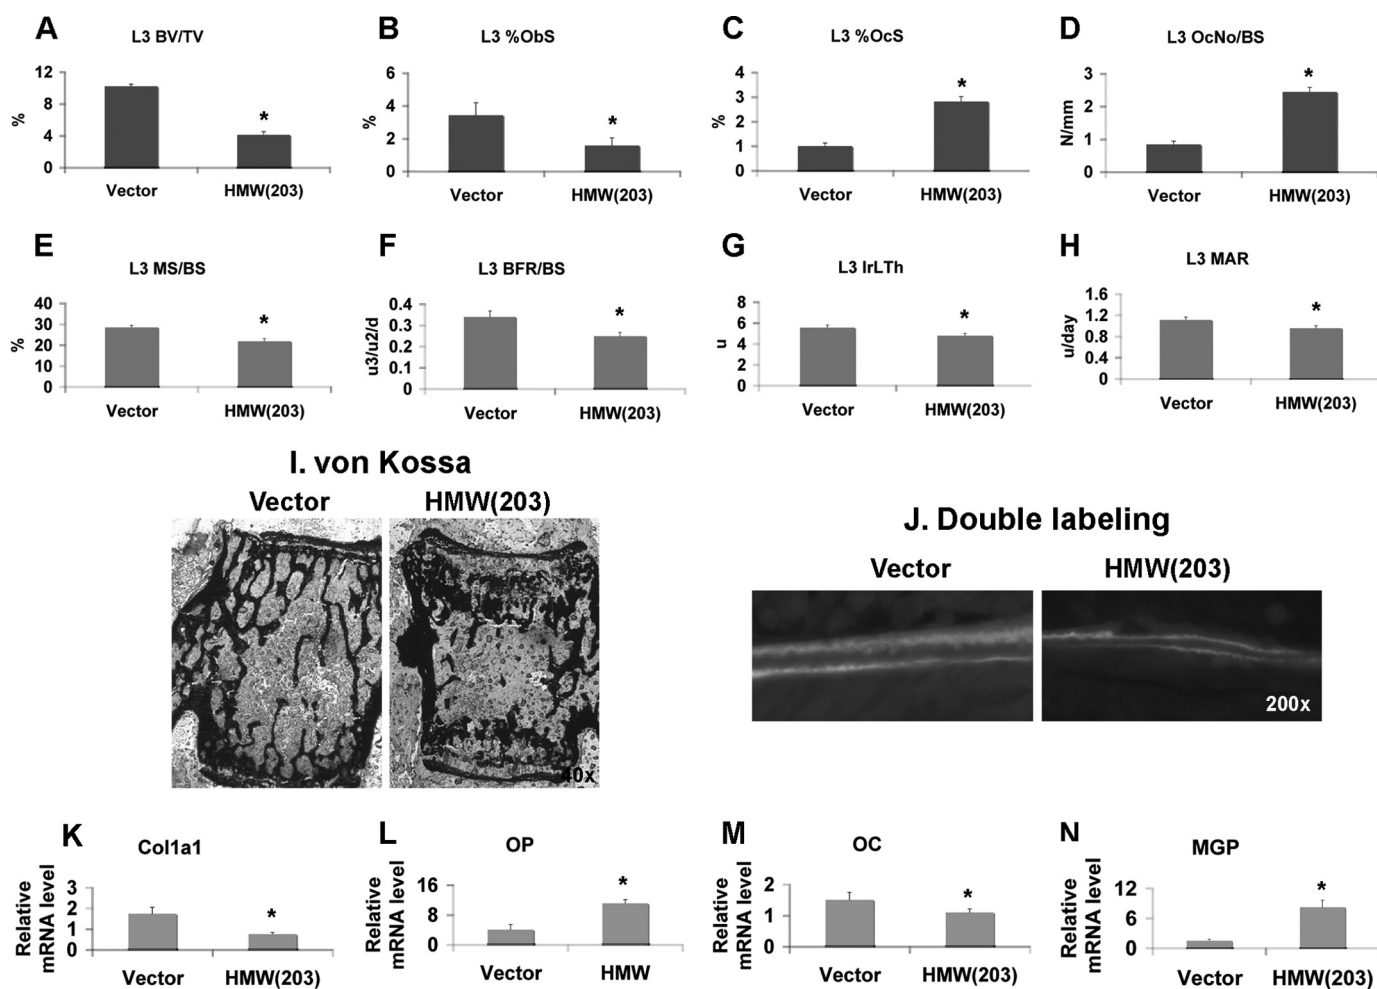 A
L3 BV/TV
%
12
8
4
0
*
Vector
HMW(203)
B
L3 %ObS
%
6
4
2
0
*
Vector
HMW(203)
C
L3 %OcS
%
4
3
2
1
0
*
Vector
HMW(203)
D
L3 OcNo/BS
N/mm
3
2
1
0
*
Vector
HMW(203)
E
L3 MS/BS
%
40
30
20
10
0
*
Vector
HMW(203)
F
L3 BFR/BS
u3/u2/d
0.4
0.3
0.2
0.1
0
*
Vector
HMW(203)
G
L3 IrLTh
u
8
6
4
2
0
*
Vector
HMW(203)
H
L3 MAR
u/day
1.6
1.2
0.8
0.4
0
*
Vector
HMW(203)
I. von Kossa
Vector
HMW(203)
40x
J. Double labeling
Vector
HMW(203)
200x
K
Col1a1
Relative
mRNA level
3
2
1
0
*
Vector
HMW(203)
L
OP
Relative
mRNA level
16
8
0
*
Vector
HMW
M
OC
Relative
mRNA level
2
1
0
*
Vector
HMW(203)
N
MGP
Relative
mRNA level
12
6
0
*
Vector
HMW(203)